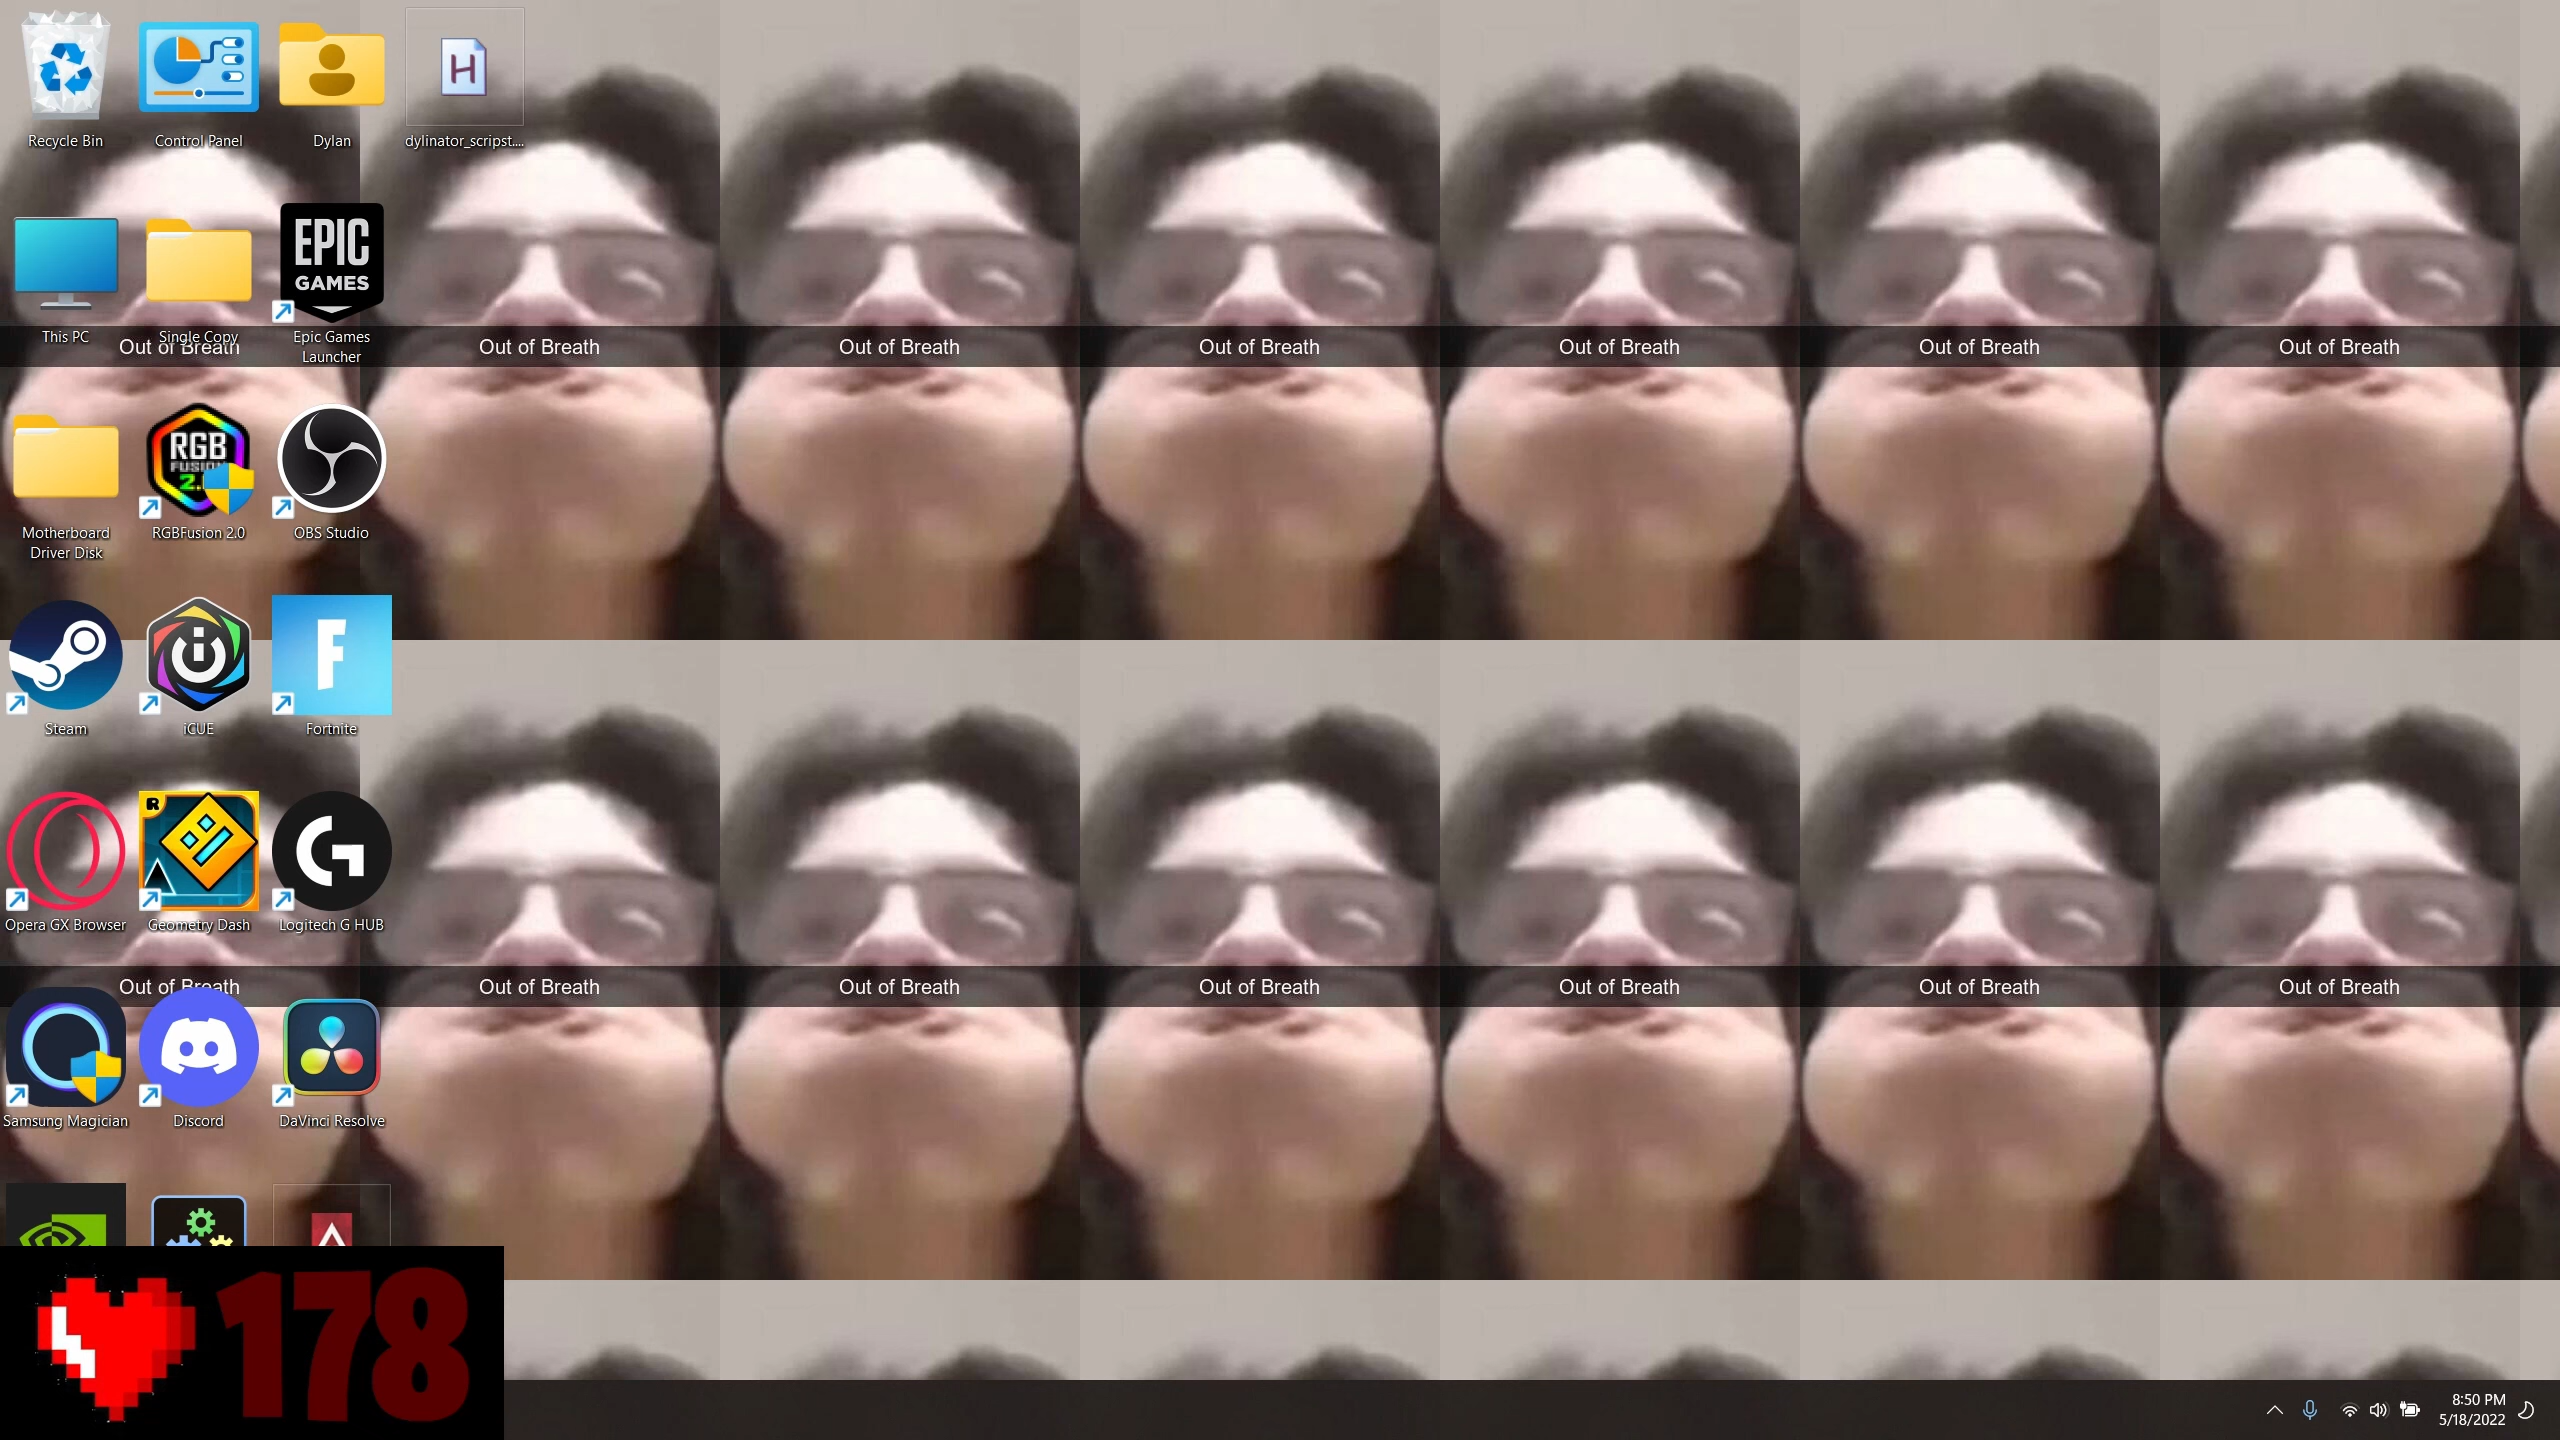 Recycle Bin
Control Panel
Dylan
dylinator_scripst....
EPIC
GAMES
This PC
Single Copy
Epic Games
Launcher
Out of Breath
Out of Breath
Out of Breath
Out of Breath
Out of Breath
Out of Breath
Out of Breath
RGB
FUSION
2.
Motherboard
Driver Disk
RGBFusion 2.0
OBS Studio
Steam
iCUE
Fortnite
R
Opera GX Browser
Geometry Dash
Logitech G HUB
Out of Breath
Out of Breath
Out of Breath
Out of Breath
Out of Breath
Out of Breath
Out of Breath
Samsung Magician
Discord
DaVinci Resolve
178
8:50 PM
5/18/2022